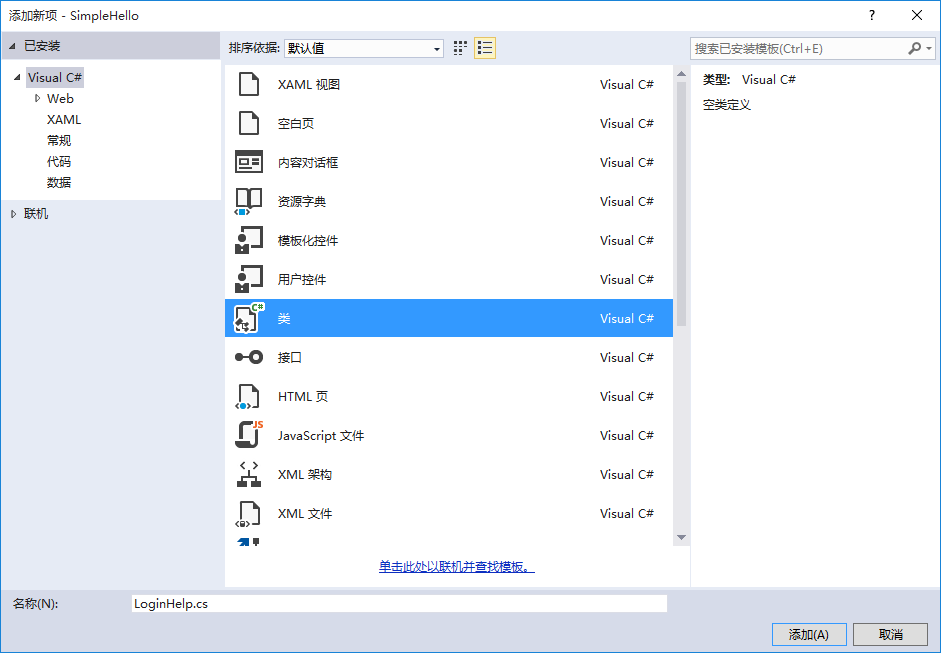 添加新项 - SimpleHello
?
已安装
排序依据: 默认值
搜索已安装模板(Ctrl+E)
Visual C#
Web
XAML
常规
代码
数据
联机
XAML 视图 Visual C#
空白页 Visual C#
内容对话框 Visual C#
资源字典 Visual C#
模板化控件 Visual C#
用户控件 Visual C#
C# 类 Visual C#
接口 Visual C#
HTML 页 Visual C#
JS JavaScript 文件 Visual C#
XML 架构 Visual C#
XML 文件 Visual C#
单击此处以联机并查找模板。
类型: Visual C#
空类定义
名称(N): LoginHelp.cs
添加(A) 取消